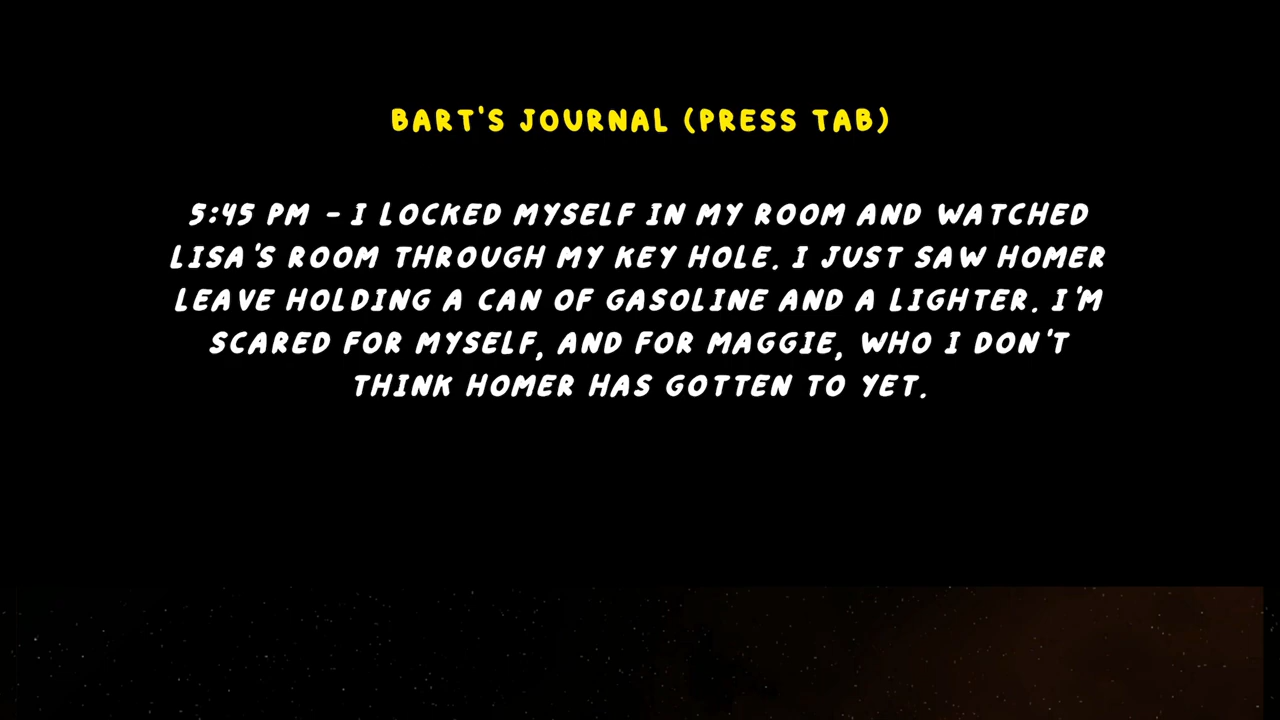 BART'S JOURNAL (PRESS TAB)
5:45 PM - I LOCKED MYSELF IN MY ROOM AND WATCHED
LISA'S ROOM THROUGH MY KEY HOLE. I JUST SAW HOMER
LEAVE HOLDING A CAN OF GASOLINE AND A LIGHTER. I'M
SCARED FOR MYSELF, AND FOR MAGGIE, WHO I DON'T
THINK HOMER HAS GOTTEN TO YET.